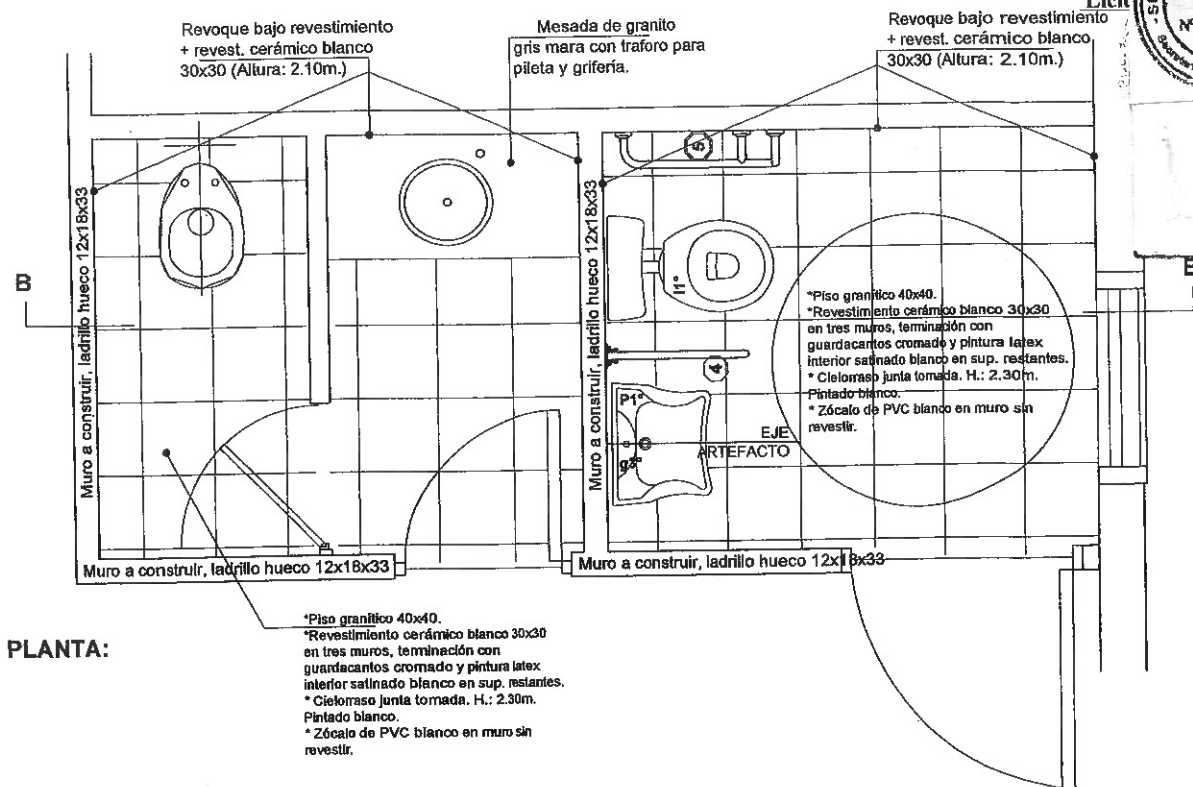 Revoque bajo revestimiento
+ revest. cerámico blanco
30x30 (Altura: 2.10m.)
Mesada de granito
gris mara con traforo para
pileta y grifería.
Revoque bajo revestimiento
+ revest. cerámico blanco
30x30 (Altura: 2.10m.)
Nº
5
Muro a construir, ladrillo hueco 12x18x33
Muro a construir, ladrillo hueco 12x18x33
B
I1°
*Piso granítico 40x40.
*Revestimiento cerámico blanco 30x30
en tres muros, terminación con
guardacantos cromado y pintura latex
interior satinado blanco en sup. restantes.
* Cielorraso junta tomada. H.: 2.30m.
Pintado blanco.
* Zócalo de PVC blanco en muro sin
revestir.
4
P1°
g3°
EJE
ARTEFACTO
Muro a construir, ladrillo hueco 12x18x33
Muro a construir, ladrillo hueco 12x18x33
PLANTA:
*Piso granítico 40x40.
*Revestimiento cerámico blanco 30x30
en tres muros, terminación con
guardacantos cromado y pintura latex
interior satinado blanco en sup. restantes.
* Cielorraso junta tomada. H.: 2.30m.
Pintado blanco.
* Zócalo de PVC blanco en muro sin
revestir.